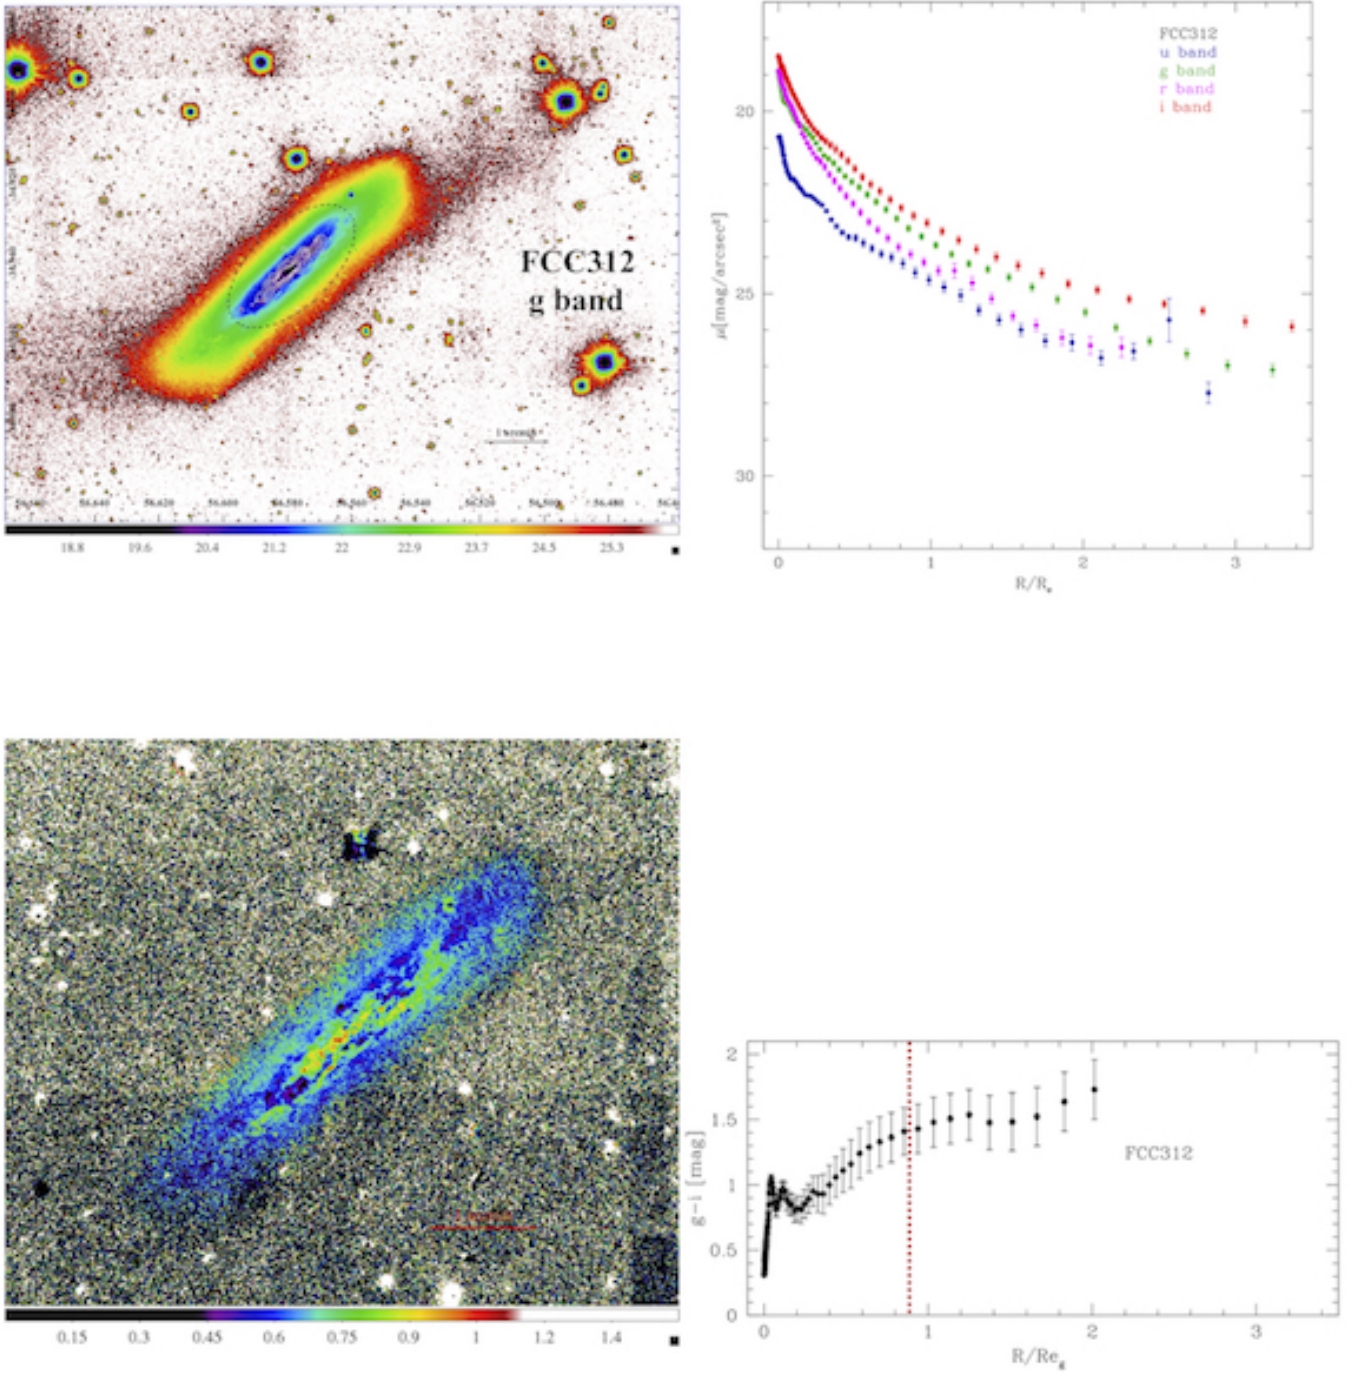 FCC312
g band
18.8 19.6 20.4 21.2 22 22.9 23.7 24.5 25.3
FCC312
u band
g band
r band
i band
20
25
30
μ[mag/arcsec²]
0 1 2 3
R/Rₑ
0.15 0.3 0.45 0.6 0.75 0.9 1 1.2 1.4
2
1.5
1
0.5
0
g-i [mag]
FCC312
0 1 2 3
R/Re_g